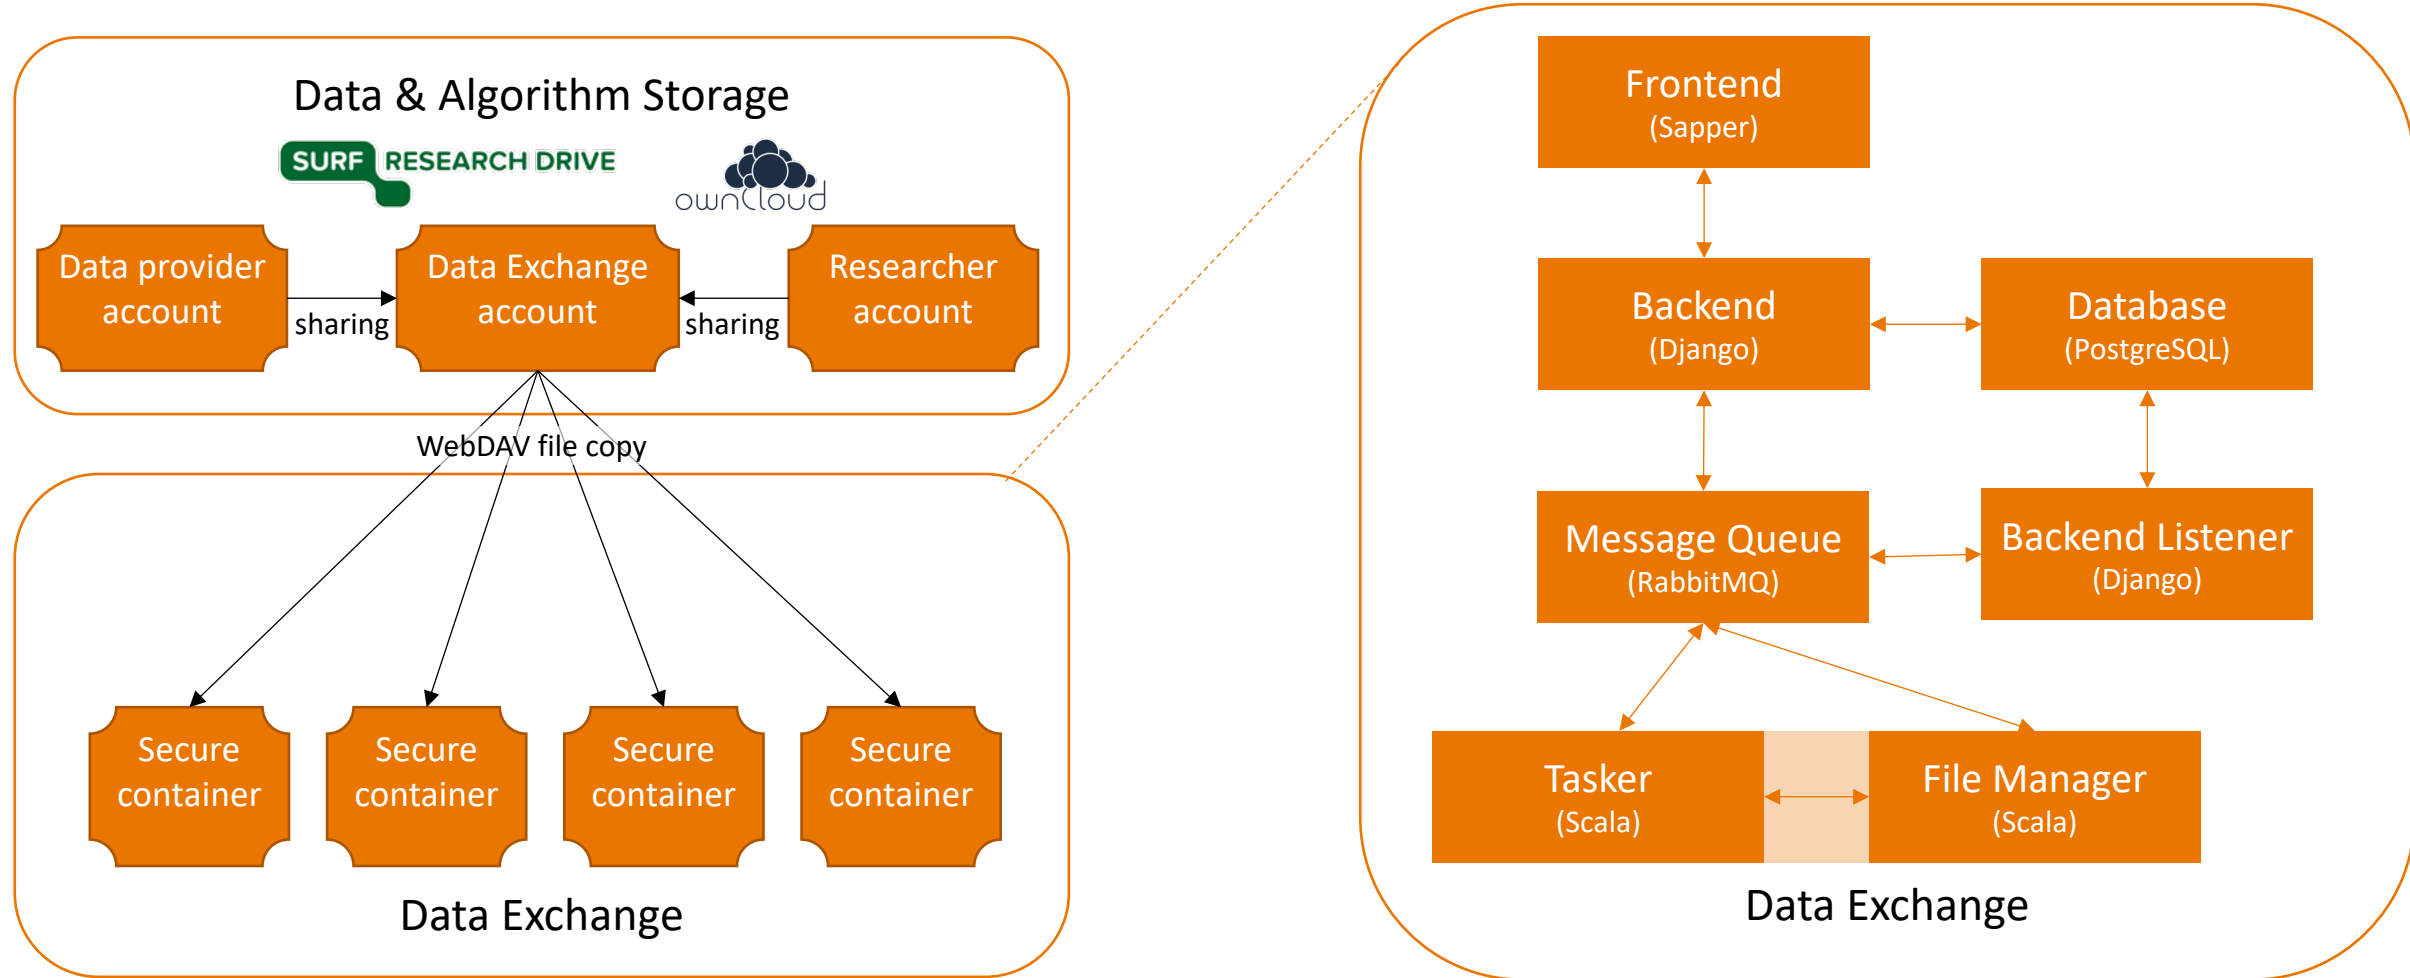 Data & Algorithm Storage
SURF RESEARCH DRIVE
ownCloud
Data provider
account
sharing
Data Exchange
account
sharing
Researcher
account
WebDAV file copy
Secure
container
Secure
container
Secure
container
Secure
container
Data Exchange
Frontend
(Sapper)
Backend
(Django)
Database
(PostgreSQL)
Message Queue
(RabbitMQ)
Backend Listener
(Django)
Tasker
(Scala)
File Manager
(Scala)
Data Exchange